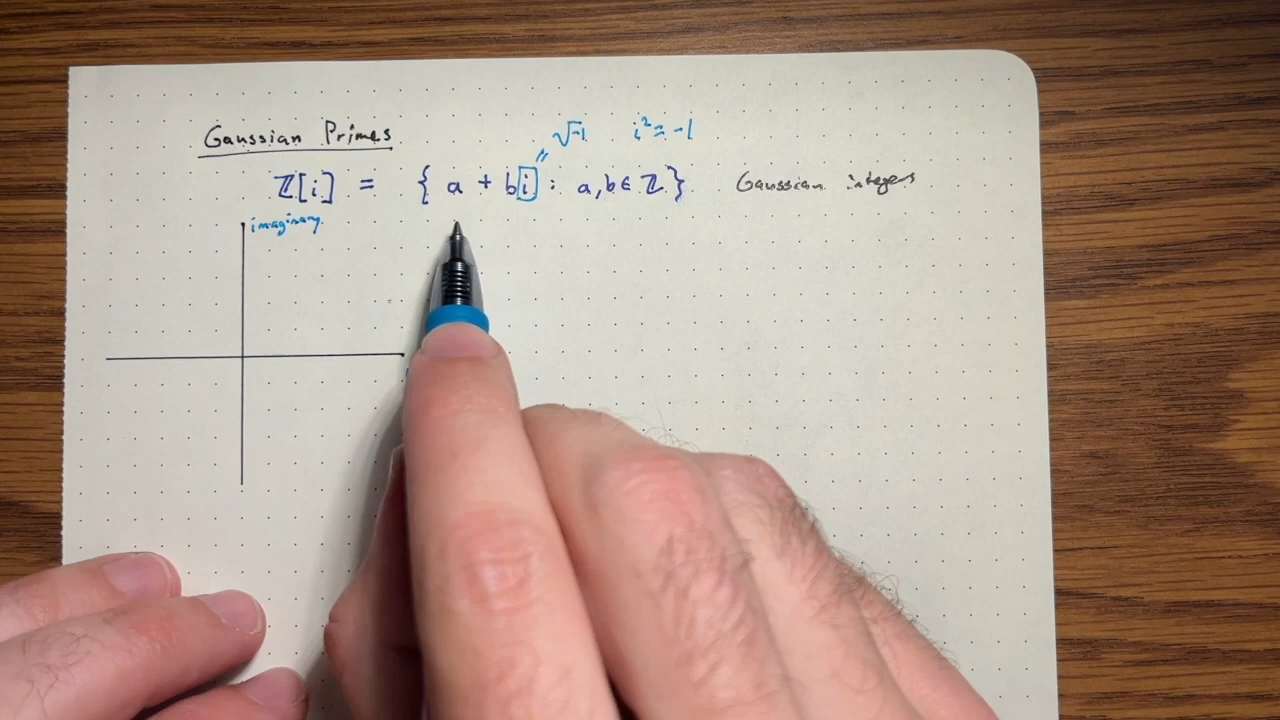 Gaussian Primes
√-1 i² = -1
ℤ[i] = { a + bi : a,b ∈ ℤ } Gaussian integers
imaginary